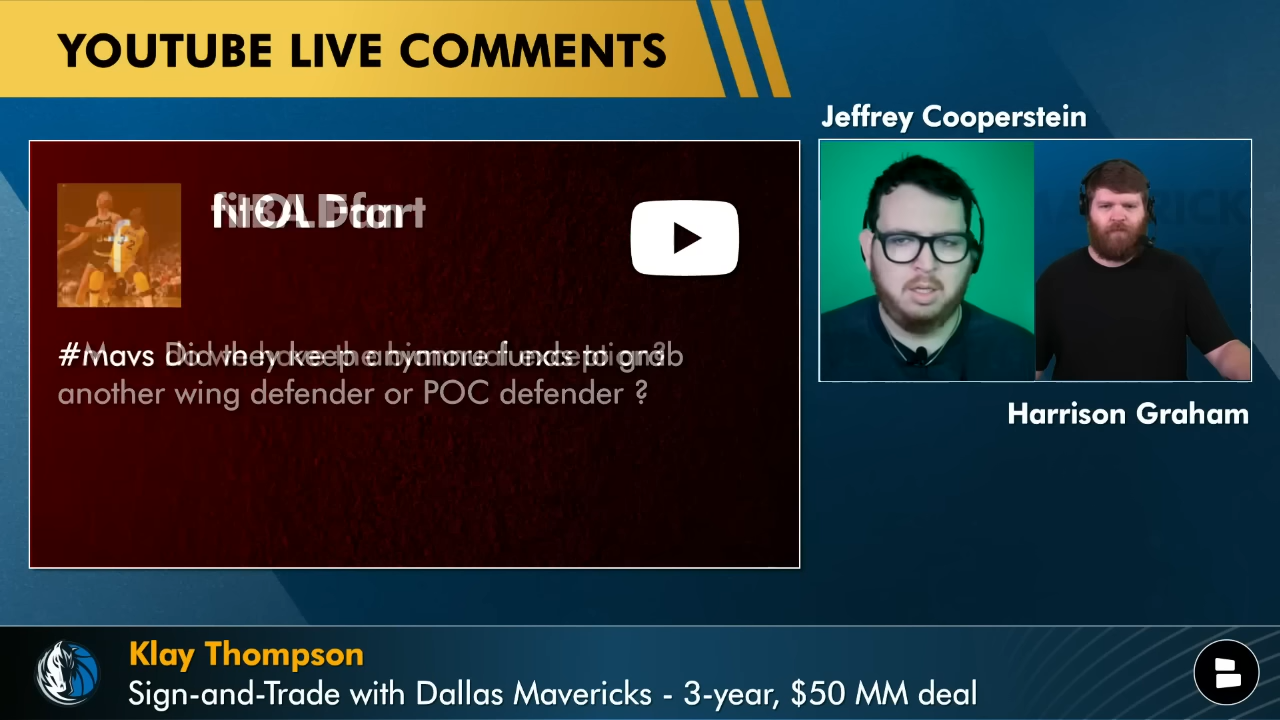 YOUTUBE LIVE COMMENTS
Jeffrey Cooperstein
#Mavs
another wing defender or POC defender ?
Harrison Graham
Klay Thompson
Sign-and-Trade with Dallas Mavericks - 3-year, $50 MM deal